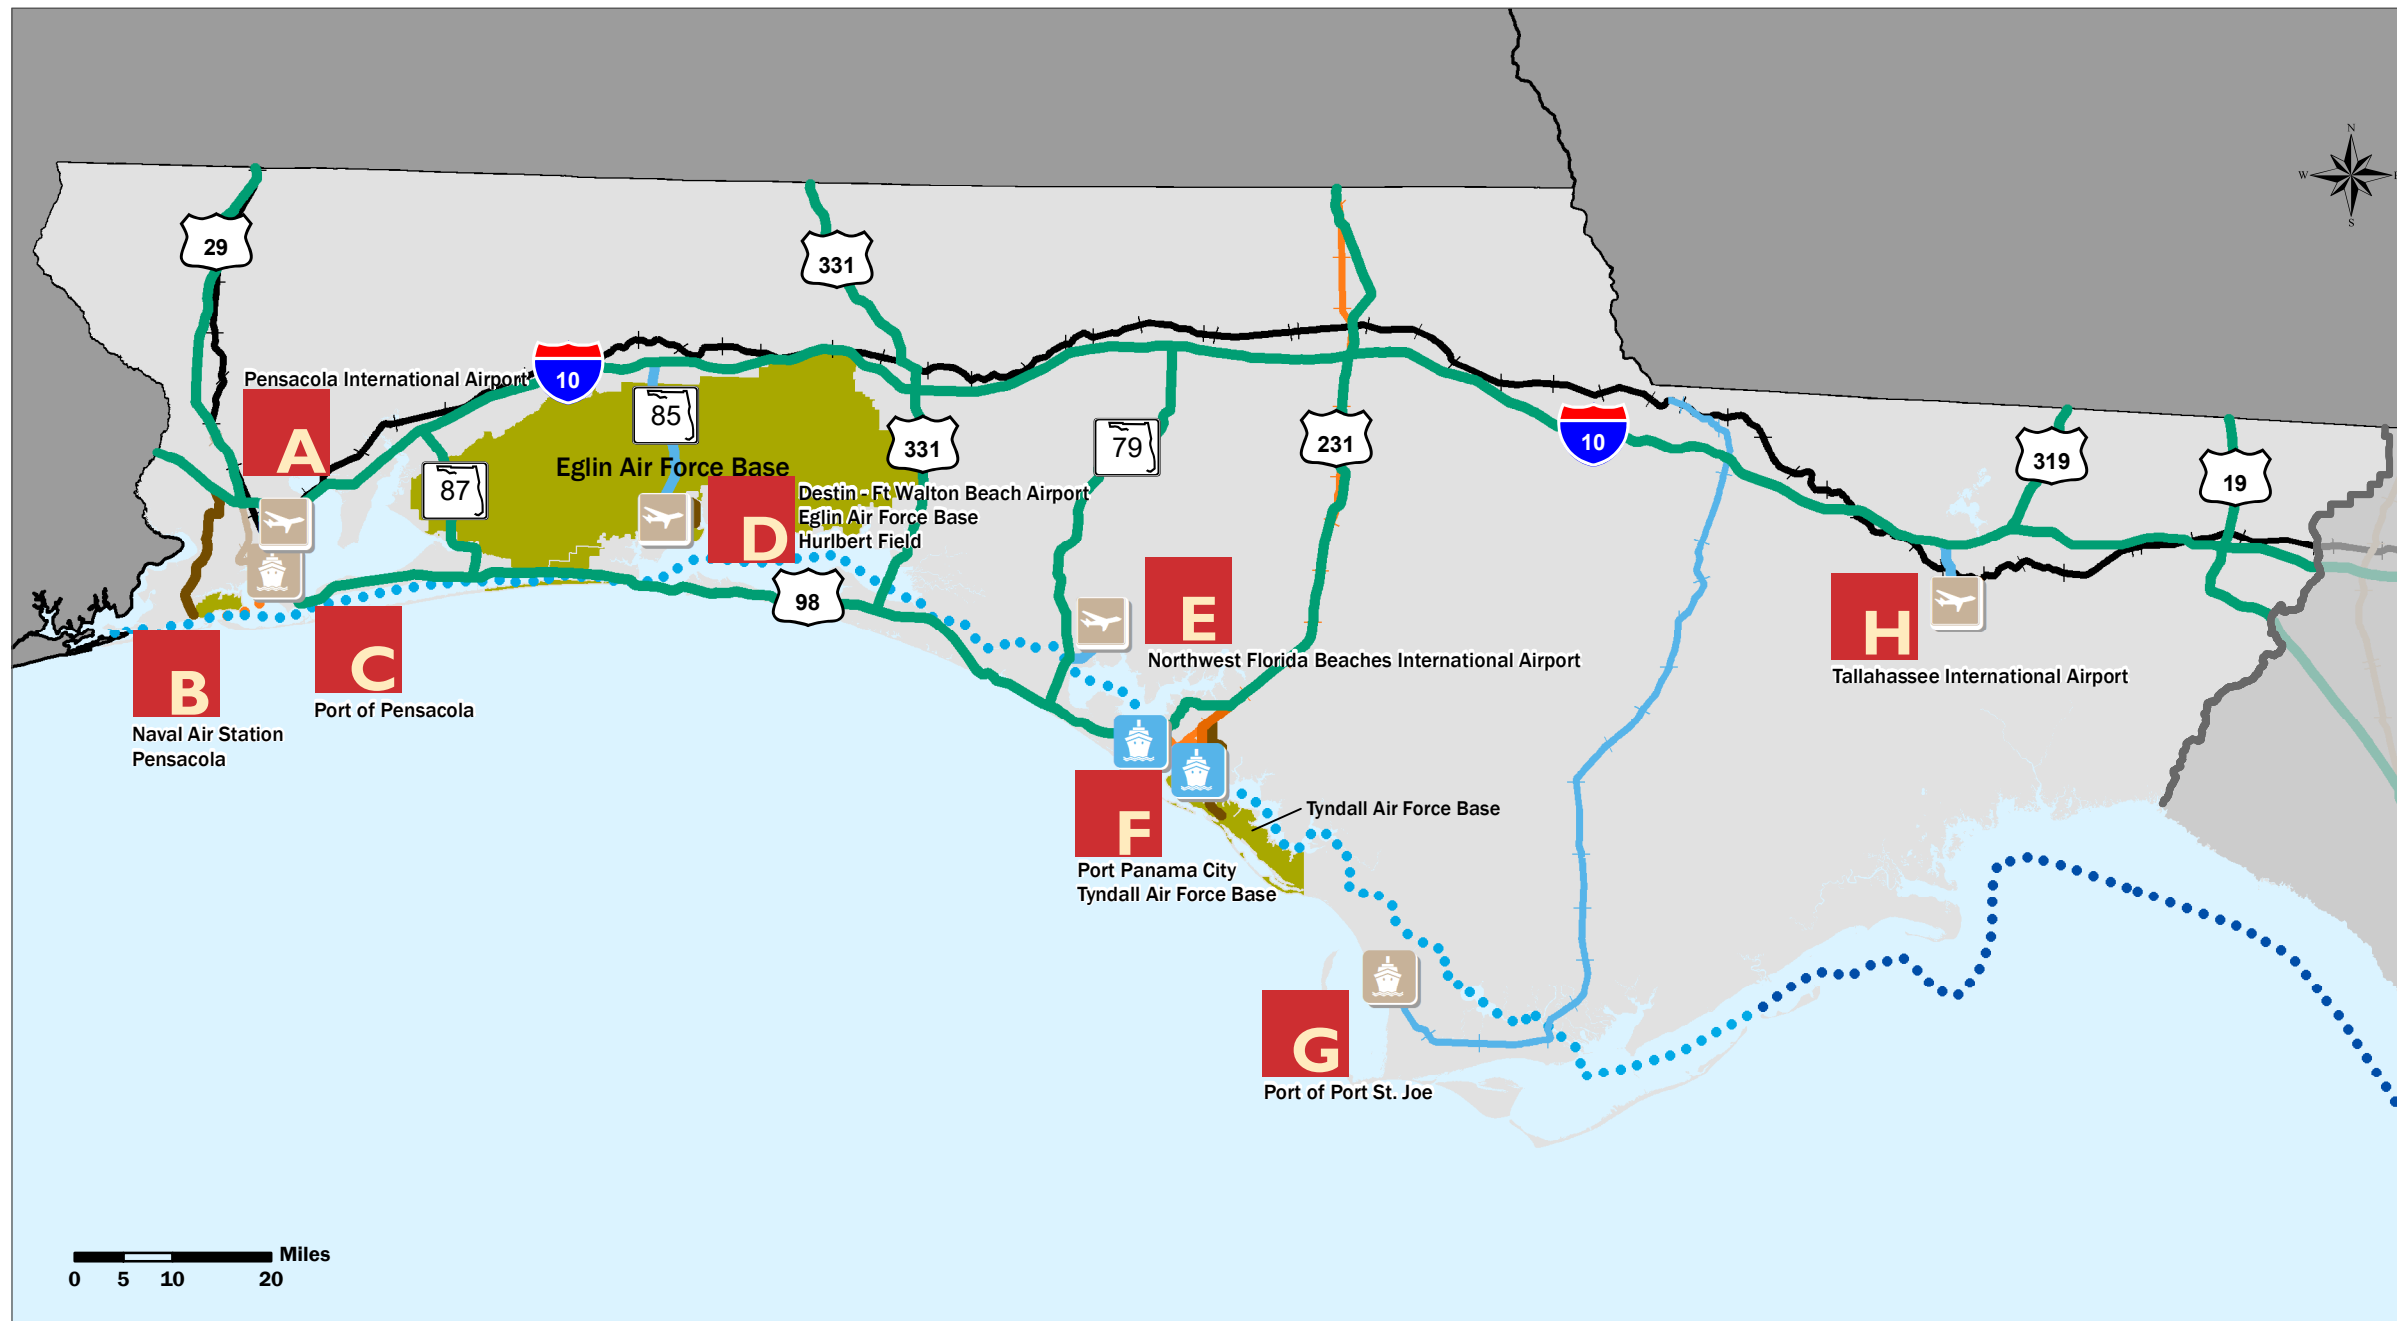 N
W
E
S
29
331
Pensacola International Airport
10
A
85
87
Eglin Air Force Base
331
79
231
10
319
19
D
Destin - Ft Walton Beach Airport
Eglin Air Force Base
Hurlbert Field
98
E
Northwest Florida Beaches International Airport
H
Tallahassee International Airport
B
Naval Air Station
Pensacola
C
Port of Pensacola
F
Port Panama City
Tyndall Air Force Base
Tyndall Air Force Base
G
Port of Port St. Joe
Miles
0 5 10 20